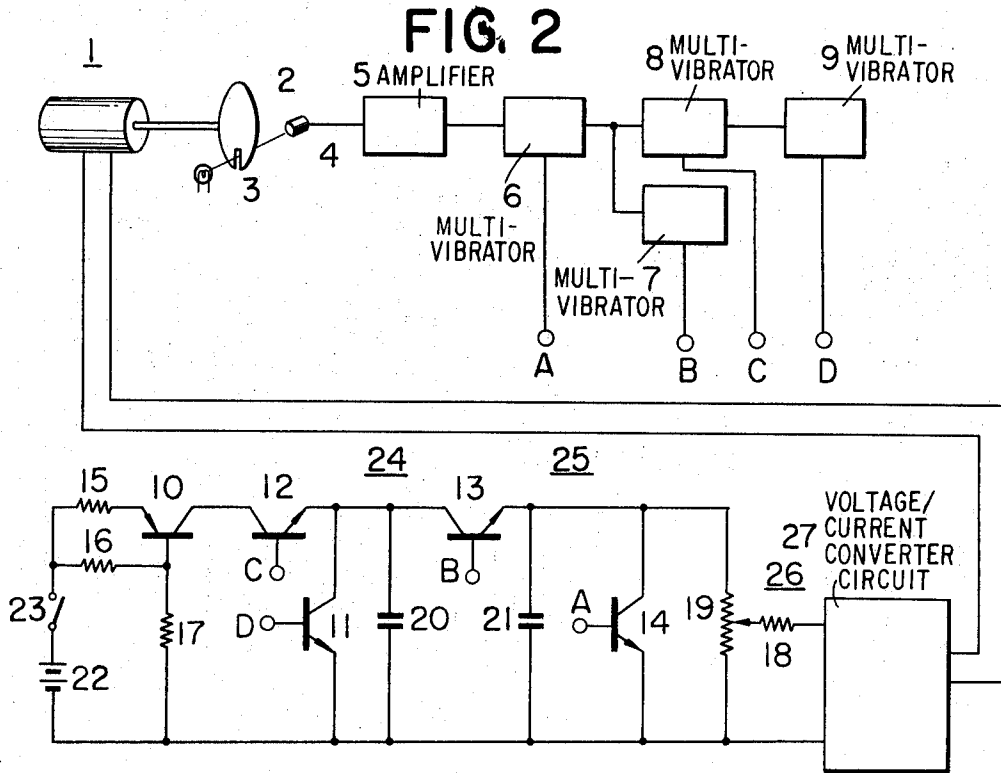 FIG. 2
1
2
3
4
5 AMPLIFIER
6
MULTI-
VIBRATOR
8 MULTI-
VIBRATOR
9 MULTI-
VIBRATOR
MULTI- 7
VIBRATOR
A
B
C
D
24
25
15
10
12
13
16
C
B
A
23
17
D
11
20
21
14
19
18
22
VOLTAGE/
27 CURRENT
CONVERTER
26 CIRCUIT